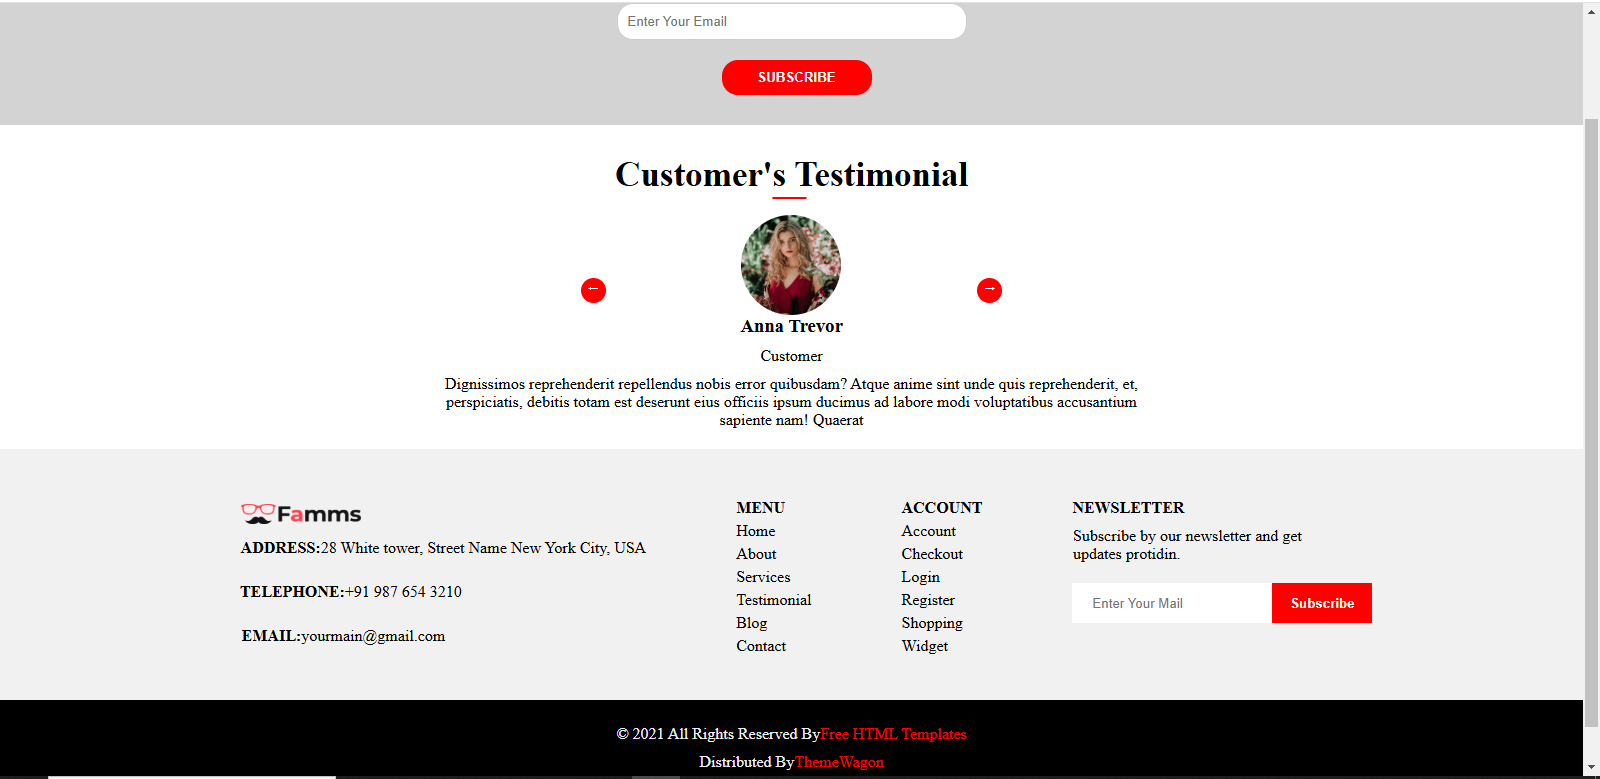 Enter Your Email
SUBSCRIBE
Customer's Testimonial
←
→
Anna Trevor
Customer
Dignissimos reprehenderit repellendus nobis error quibusdam? Atque anime sint unde quis reprehenderit, et,
perspiciatis, debitis totam est deserunt eius officiis ipsum ducimus ad labore modi voluptatibus accusantium
sapiente nam! Quaerat
Famms
ADDRESS:28 White tower, Street Name New York City, USA
TELEPHONE:+91 987 654 3210
EMAIL:yourmain@gmail.com
MENU
Home
About
Services
Testimonial
Blog
Contact
ACCOUNT
Account
Checkout
Login
Register
Shopping
Widget
NEWSLETTER
Subscribe by our newsletter and get
updates protidin.
Enter Your Mail
Subscribe
© 2021 All Rights Reserved ByFree HTML Templates
Distributed ByThemeWagon